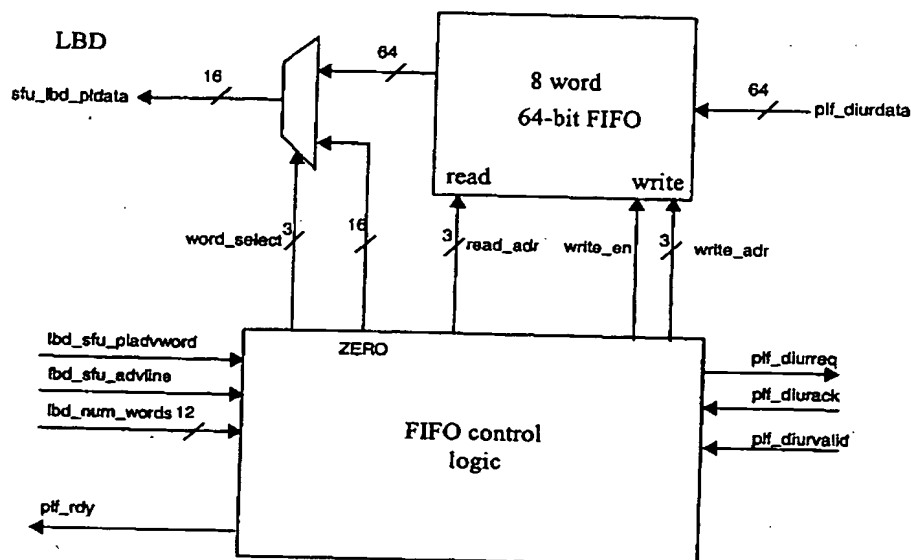 LBD
64
8 word
64-bit FIFO
16
sfu_lbd_pldata
64
plf_diurdata
read
write
word_select
3
16
3
read_adr
write_en
3
write_adr
lbd_sfu_pladvword
ZERO
plf_diurreq
lbd_sfu_advline
plf_diurack
lbd_num_words 12
FIFO control
logic
plf_diurvalid
plf_rdy